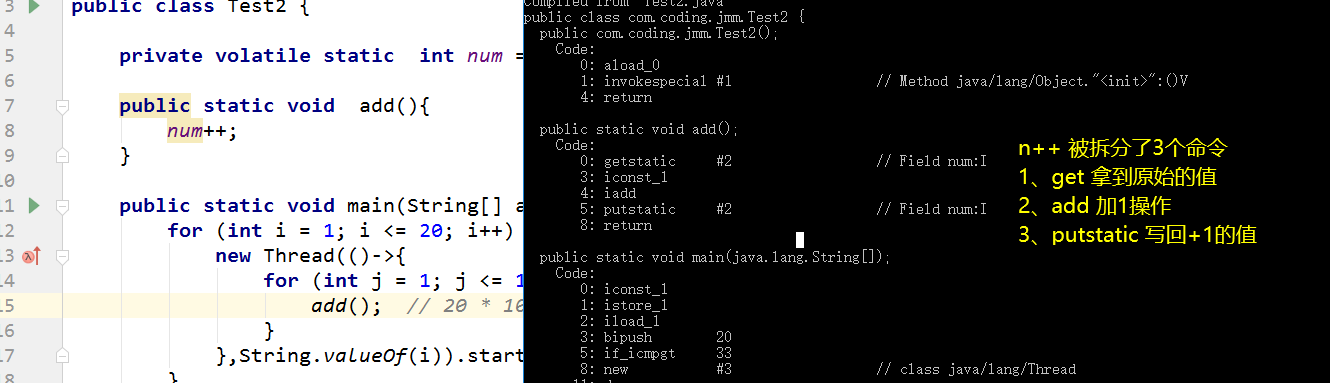 3 public class Test2 {
4
5 private volatile static int num =
6
7 public static void add(){
8 num++;
9 }
10
11 public static void main(String[] a
12 for (int i = 1; i <= 20; i++)
13 new Thread(()->{
14 for (int j = 1; j <= 1
15 add(); // 20 * 10
16 }
17 },String.valueOf(i)).start
18 }
Compiled from "Test2.java"
public class com.coding.jmm.Test2 {
public com.coding.jmm.Test2();
Code:
0: aload_0
1: invokespecial #1 // Method java/lang/Object."<init>":()V
4: return
public static void add();
Code:
0: getstatic #2 // Field num:I
3: iconst_1
4: iadd
5: putstatic #2 // Field num:I
8: return
public static void main(java.lang.String[]);
Code:
0: iconst_1
1: istore_1
2: iload_1
3: bipush 20
5: if_icmpgt 33
8: new #3 // class java/lang/Thread
n++ 被拆分了3个命令
1、get 拿到原始的值
2、add 加1操作
3、putstatic 写回+1的值